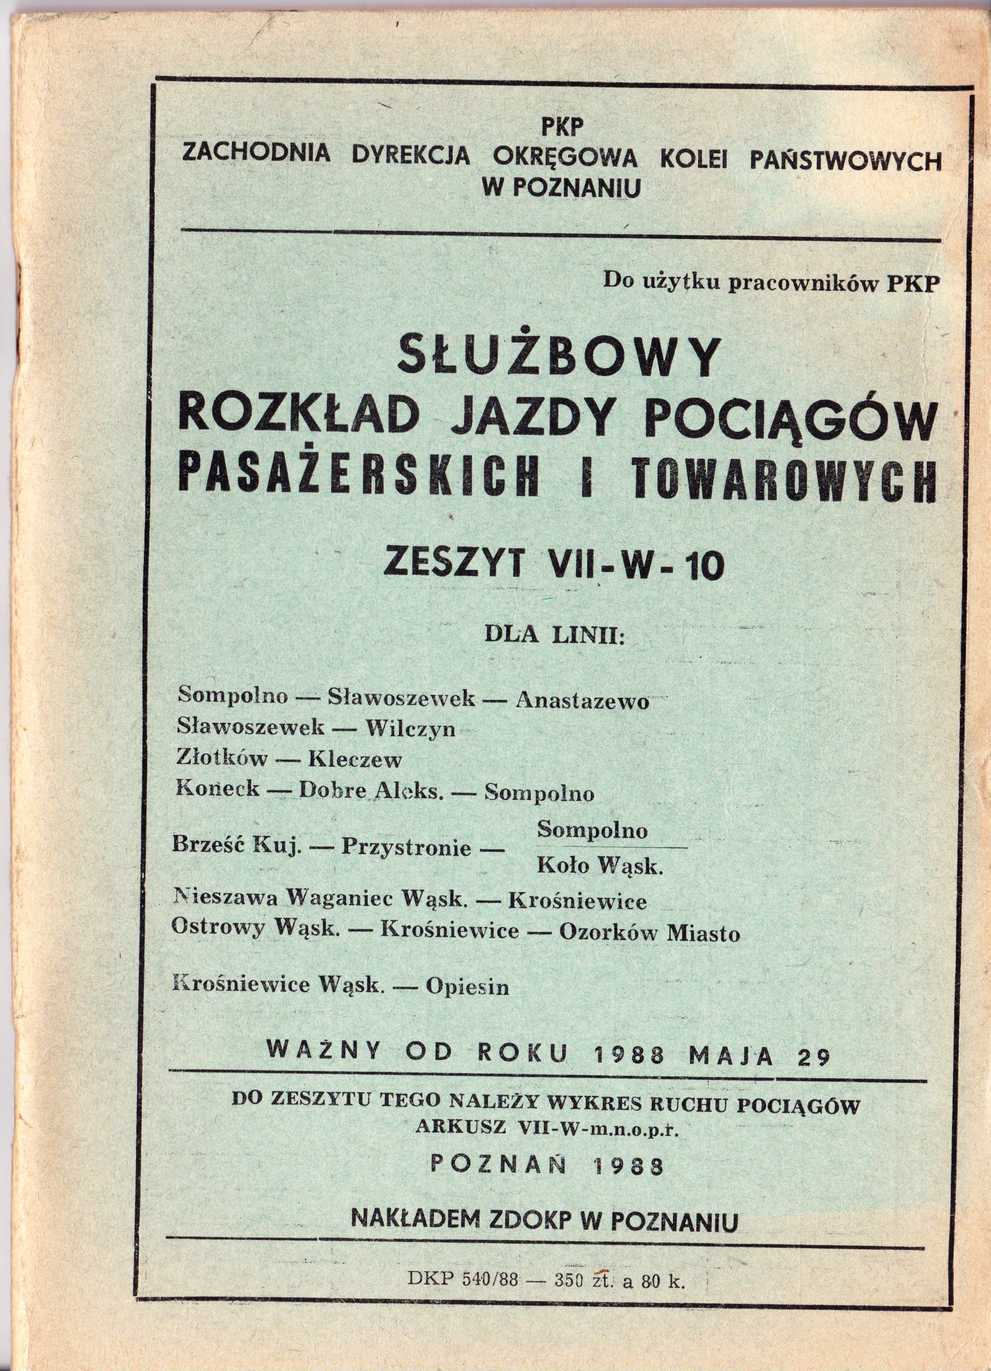 PKP
ZACHODNIA DYREKCJA OKRĘGOWA KOLEI PAŃSTWOWYCH
W POZNANIU
Do użytku pracowników PKP
SŁUŻBOWY
ROZKŁAD JAZDY POCIĄGÓW
PASAŻERSKICH I TOWAROWYCH
ZESZYT VII-W-10
DLA LINII:
Sompolno — Sławoszewek — Anastazewo
Sławoszewek — Wilczyn
Złotków — Kleczew
Koneck — Dobre Aleks. — Sompolno
Brześć Kuj. — Przystronie —
Sompolno
Koło Wąsk.
Nieszawa Waganiec Wąsk. — Krośniewice
Ostrowy Wąsk. — Krośniewice — Ozorków Miasto
Krośniewice Wąsk. — Opiesin
WAŻNY OD ROKU 1988 MAJA 29
DO ZESZYTU TEGO NALEŻY WYKRES RUCHU POCIĄGÓW
ARKUSZ VII-W-m.n.o.p.r.
POZNAŃ 1988
NAKŁADEM ZDOKP W POZNANIU
DKP 540/88 — 350 zł. a 80 k.